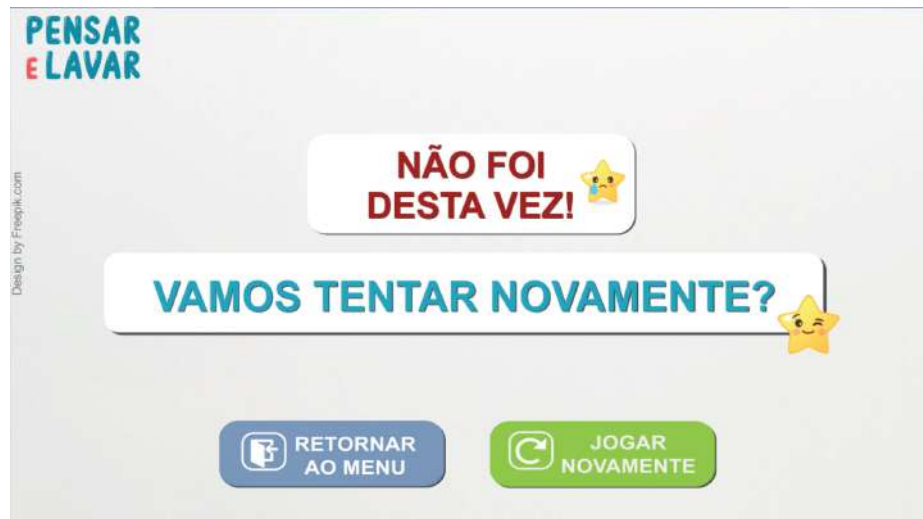 PENSAR
E LAVAR
Design by Freepik.com
NÃO FOI
DESTA VEZ!
VAMOS TENTAR NOVAMENTE?
RETORNAR
AO MENU
JOGAR
NOVAMENTE